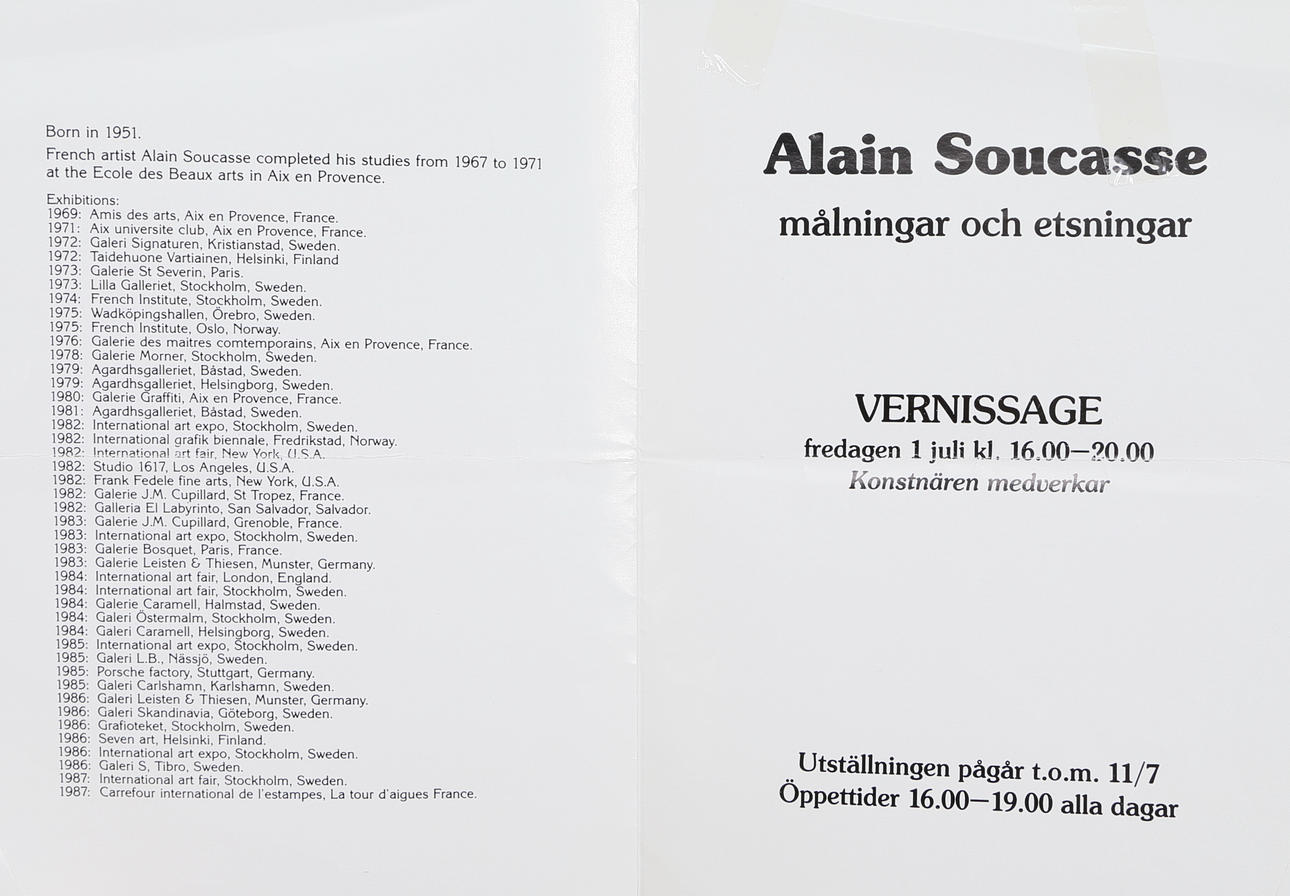 Born in 1951.
French artist Alain Soucasse completed his studies from 1967 to 1971
at the Ecole des Beaux arts in Aix en Provence.
Exhibitions:
1969: Amis des arts, Aix en Provence, France.
1971: Aix universite club, Aix en Provence, France.
1972: Galeri Signaturen, Kristianstad, Sweden.
1972: Taidehuone Vartiainen, Helsinki, Finland
1973: Galerie St Severin, Paris.
1973: Lilla Galleriet, Stockholm, Sweden.
1974: French Institute, Stockholm, Sweden.
1975: Wadköpingshallen, Örebro, Sweden.
1975: French Institute, Oslo, Norway.
1976: Galerie des maitres comtemporains, Aix en Provence, France.
1978: Galerie Morner, Stockholm, Sweden.
1979: Agardhsgalleriet, Båstad, Sweden.
1979: Agardhsgalleriet, Helsingborg, Sweden.
1980: Galerie Graffiti, Aix en Provence, France.
1981: Agardhsgalleriet, Båstad, Sweden.
1982: International art expo, Stockholm, Sweden.
1982: International grafik biennale, Fredrikstad, Norway.
1982: International art fair, New York, U.S.A.
1982: Studio 1617, Los Angeles, U.S.A.
1982: Frank Fedele fine arts, New York, U.S.A.
1982: Galerie J.M. Cupillard, St Tropez, France.
1982: Galleria El Labyrinto, San Salvador, Salvador.
1983: Galerie J.M. Cupillard, Grenoble, France.
1983: International art expo, Stockholm, Sweden.
1983: Galerie Bosquet, Paris, France.
1983: Galerie Leisten & Thiesen, Munster, Germany.
1984: International art fair, London, England.
1984: International art fair, Stockholm, Sweden.
1984: Galerie Caramell, Halmstad, Sweden.
1984: Galeri Östermalm, Stockholm, Sweden.
1984: Galeri Caramell, Helsingborg, Sweden.
1985: International art expo, Stockholm, Sweden.
1985: Galeri L.B., Nässjö, Sweden.
1985: Porsche factory, Stuttgart, Germany.
1985: Galeri Carlshamn, Karlshamn, Sweden.
1986: Galeri Leisten & Thiesen, Munster, Germany.
1986: Galeri Skandinavia, Göteborg, Sweden.
1986: Grafioteket, Stockholm, Sweden.
1986: Seven art, Helsinki, Finland.
1986: International art expo, Stockholm, Sweden.
1986: Galeri S, Tibro, Sweden.
1987: International art fair, Stockholm, Sweden.
1987: Carrefour international de l'estampes, La tour d'aigues France.
Alain Soucasse
målningar och etsningar
VERNISSAGE
fredagen 1 juli kl. 16.00—20.00
Konstnären medverkar
Utställningen pågår t.o.m. 11/7
Öppettider 16.00—19.00 alla dagar